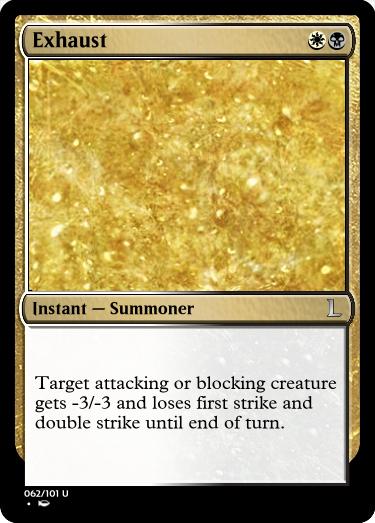 Exhaust
Instant — Summoner
L
Target attacking or blocking creature
gets -3/-3 and loses first strike and
double strike until end of turn.
062/101 U